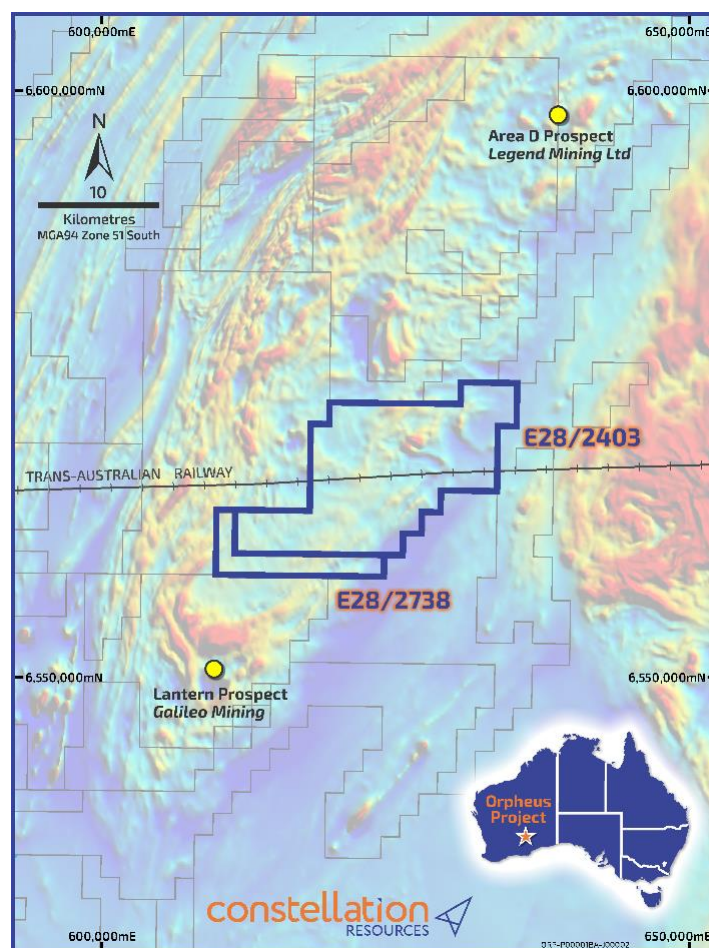 600,000mE
650,000mE
6,600,000mN
6,600,000mN
N
10
Kilometres
MGA94 Zone 51 South
Area D Prospect
Legend Mining Ltd
E28/2403
TRANS-AUSTRALIAN RAILWAY
E28/2738
6,550,000mN
6,550,000mN
Lantern Prospect
Galileo Mining
Orpheus
Project
constellation
RESOURCES
600,000mE
650,000mE